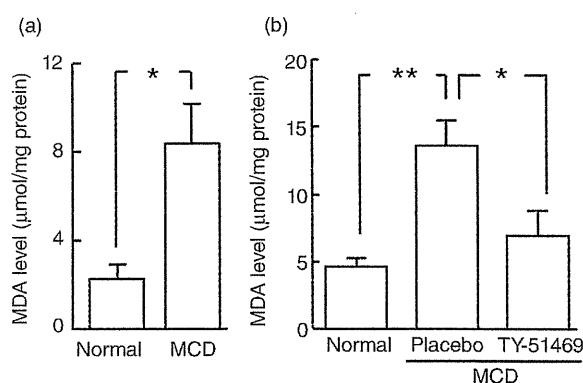 (a)
MDA level (μmol/mg protein)
12
8
4
0
*
Normal MCD
(b)
MDA level (μmol/mg protein)
20
15
10
5
0
** *
Normal Placebo TY-51469
MCD